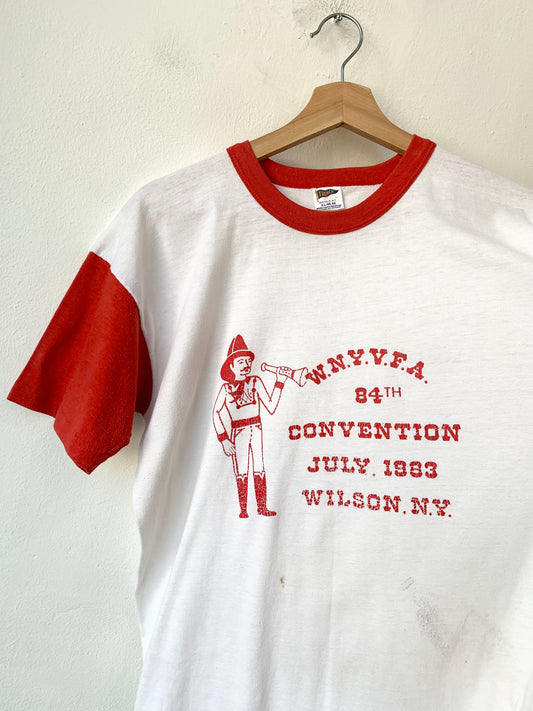 W.N.Y.V.F.A.
84TH
CONVENTION
JULY, 1983
WILSON, N.Y.